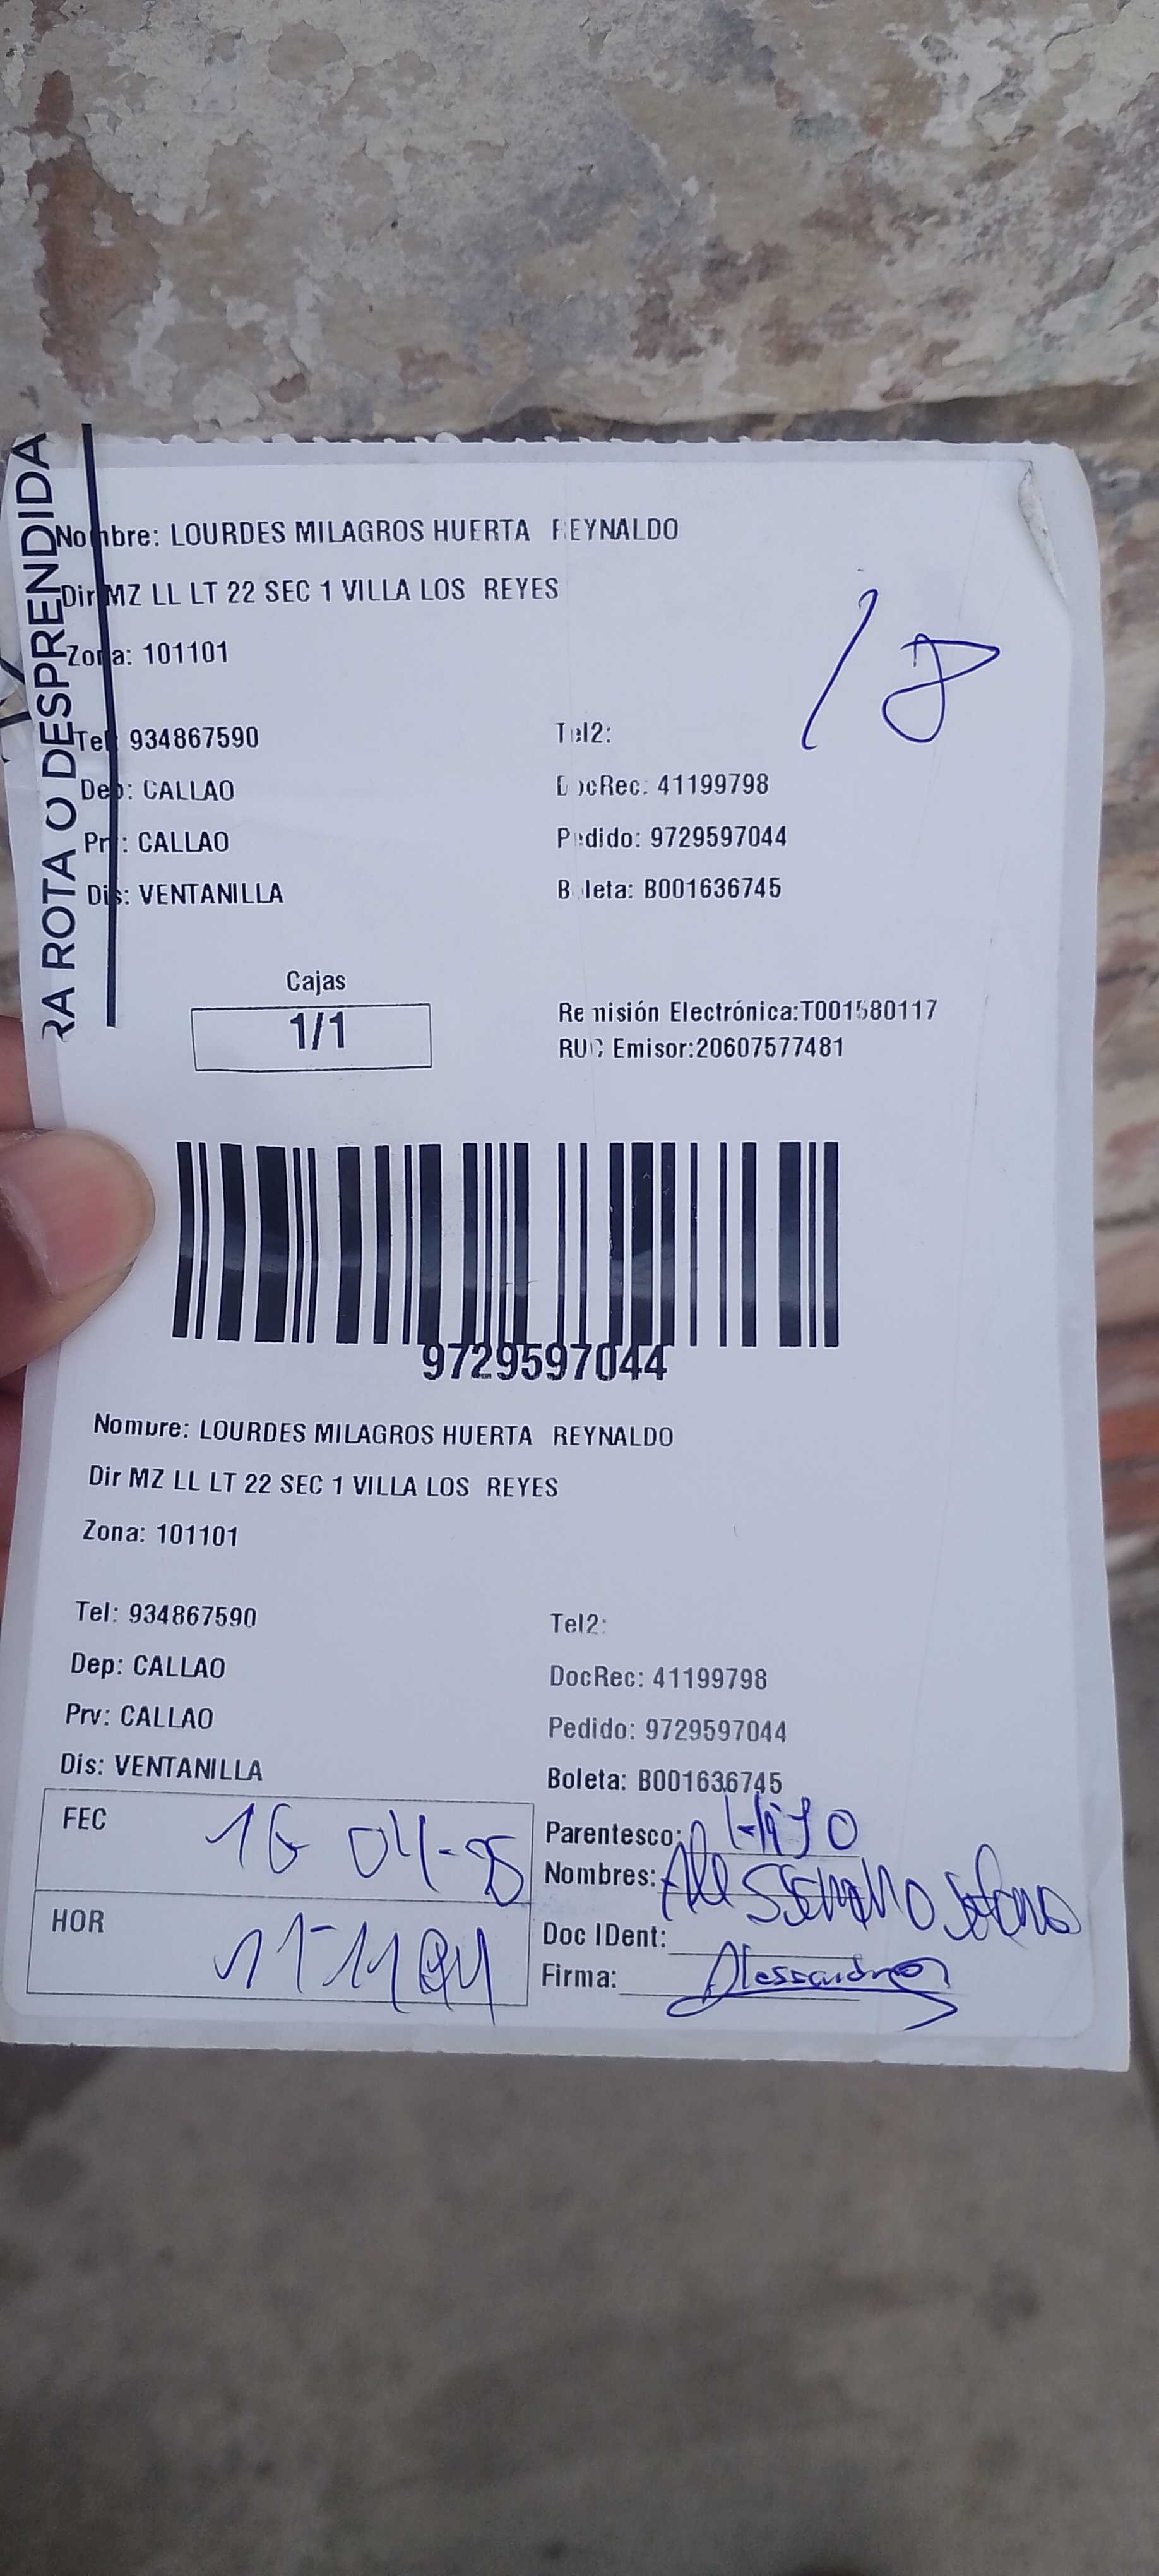 RA ROTA O DESPRENDIDA
Nombre: LOURDES MILAGROS HUERTA REYNALDO
Dir MZ LL LT 22 SEC 1 VILLA LOS REYES
Zona: 101101
18
Tel: 934867590 Tel2:
Dep: CALLAO DocRec: 41199798
Prv: CALLAO Pedido: 9729597044
Dis: VENTANILLA Boleta: B001636745
Cajas
1/1
Remisión Electrónica:T001580117
RUC Emisor:20607577481
9729597044
Nombre: LOURDES MILAGROS HUERTA REYNALDO
Dir MZ LL LT 22 SEC 1 VILLA LOS REYES
Zona: 101101
Tel: 934867590 Tel2:
Dep: CALLAO DocRec: 41199798
Prv: CALLAO Pedido: 9729597044
Dis: VENTANILLA Boleta: B001636745
FEC 16 04-25 Parentesco: Hijo
Nombres: Alessandro
HOR Doc IDent:
Firma: Alessandro